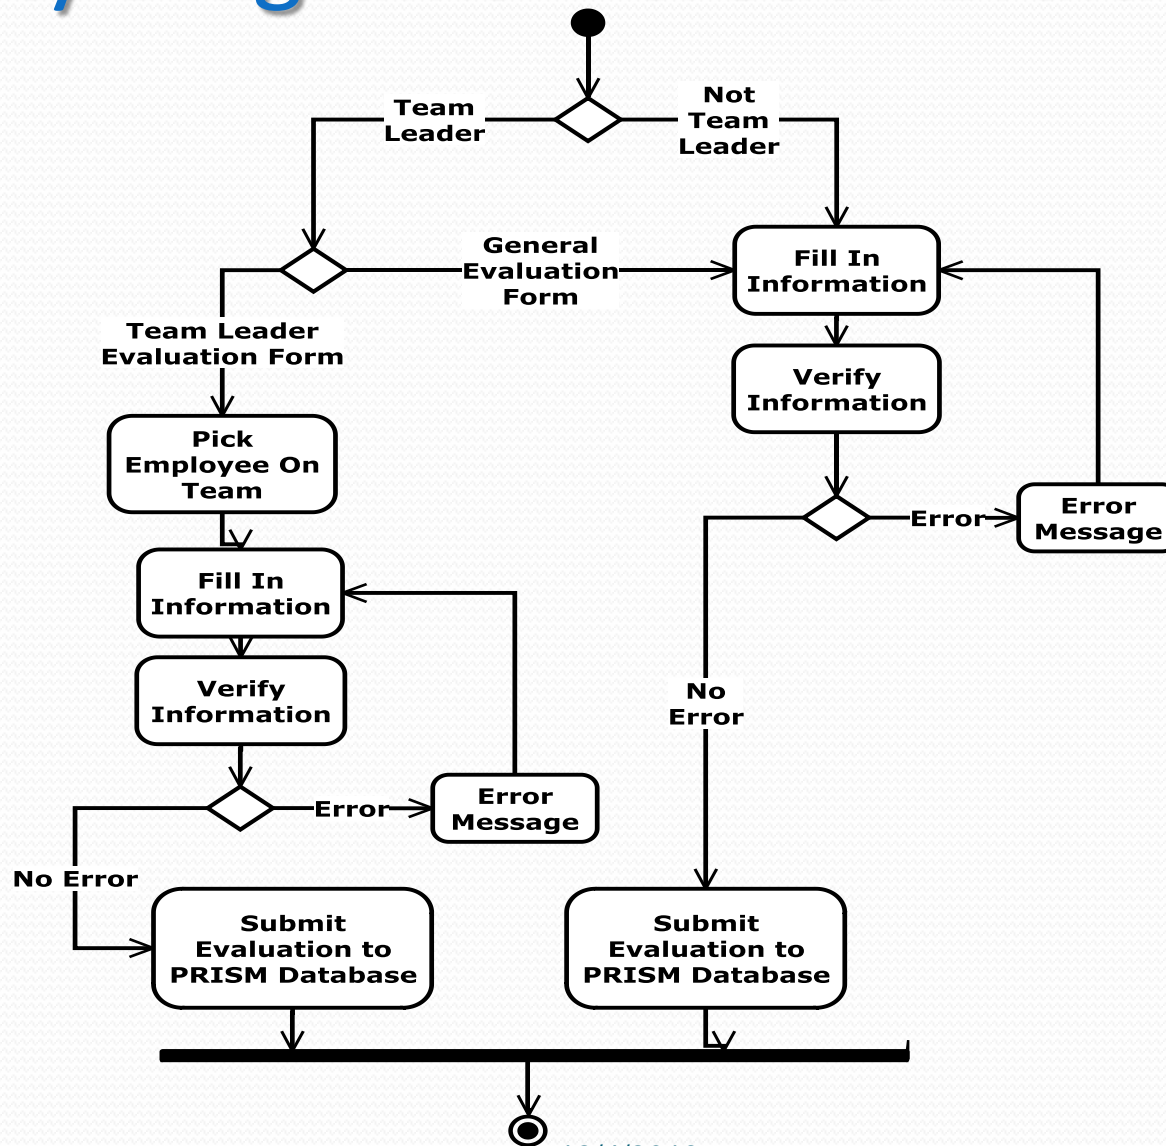 Team
Leader
Not
Team
Leader
General
Evaluation
Form
Fill In
Information
Team Leader
Evaluation Form
Verify
Information
Pick
Employee On
Team
Error
Error
Message
Fill In
Information
Verify
Information
No
Error
Error
Error
Message
No Error
Submit
Evaluation to
PRISM Database
Submit
Evaluation to
PRISM Database